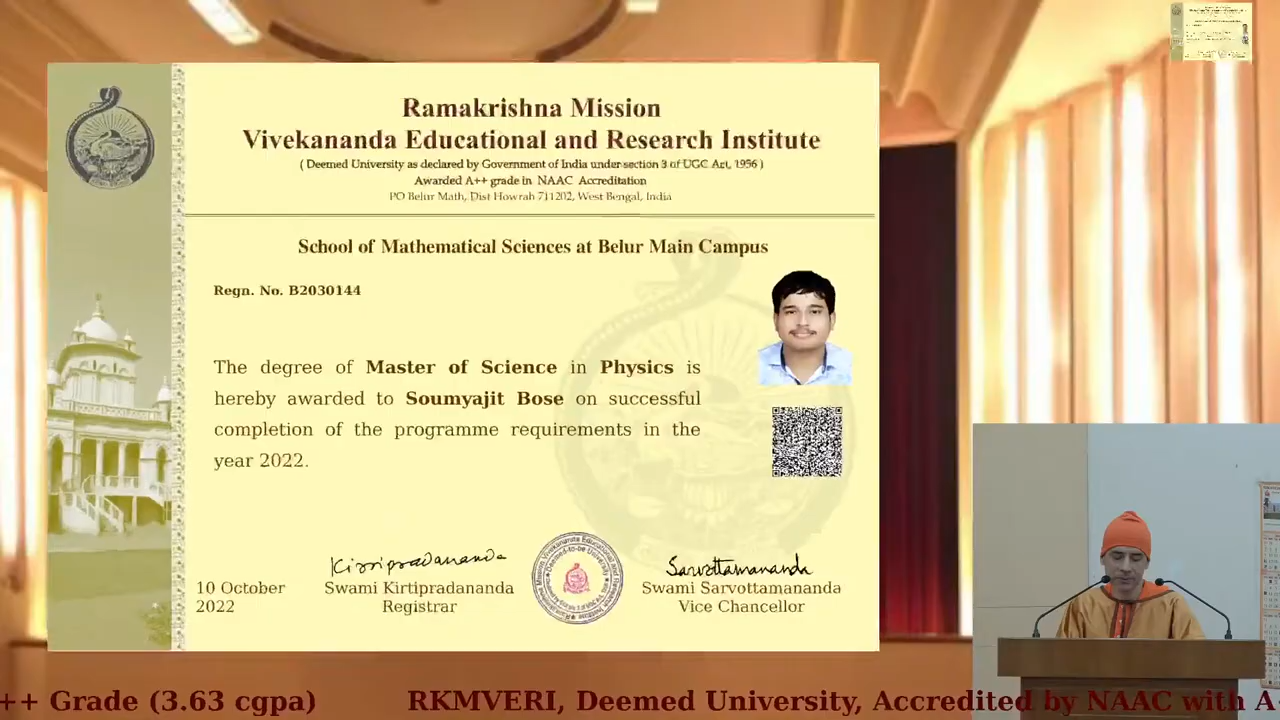 Ramakrishna Mission
Vivekananda Educational and Research Institute
( Deemed University as declared by Government of India under section 3 of UGC Act, 1956 )
Awarded A++ grade in NAAC Accreditation
PO Belur Math, Dist Howrah 711202, West Bengal, India
School of Mathematical Sciences at Belur Main Campus
Regn. No. B2030144
The degree of Master of Science in Physics is
hereby awarded to Soumyajit Bose on successful
completion of the programme requirements in the
year 2022.
Kirtipradananda
Sarvottamananda
10 October
2022
Swami Kirtipradananda
Registrar
Swami Sarvottamananda
Vice Chancellor
++ Grade (3.63 cgpa) RKMVERI, Deemed University, Accredited by NAAC with A